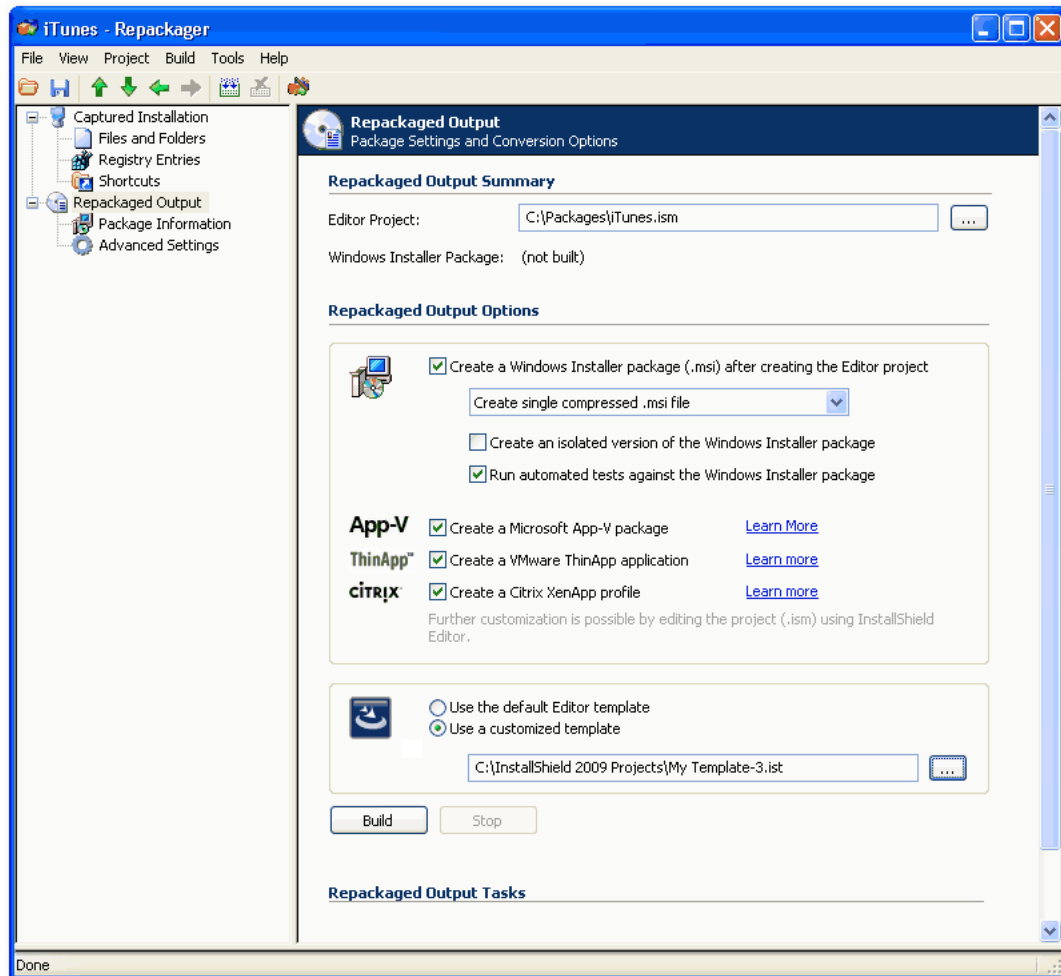 iTunes - Repackager
File View Project Build Tools Help
Captured Installation
Files and Folders
Registry Entries
Shortcuts
Repackaged Output
Package Information
Advanced Settings
Repackaged Output
Package Settings and Conversion Options
Repackaged Output Summary
Editor Project: C:\Packages\iTunes.ism ...
Windows Installer Package: (not built)
Repackaged Output Options
Create a Windows Installer package (.msi) after creating the Editor project
Create single compressed .msi file
Create an isolated version of the Windows Installer package
Run automated tests against the Windows Installer package
App-V Create a Microsoft App-V package Learn More
ThinApp™ Create a VMware ThinApp application Learn more
CITRIX Create a Citrix XenApp profile Learn more
Further customization is possible by editing the project (.ism) using InstallShield
Editor.
Use the default Editor template
Use a customized template
C:\InstallShield 2009 Projects\My Template-3.ist ...
Build Stop
Repackaged Output Tasks
Done